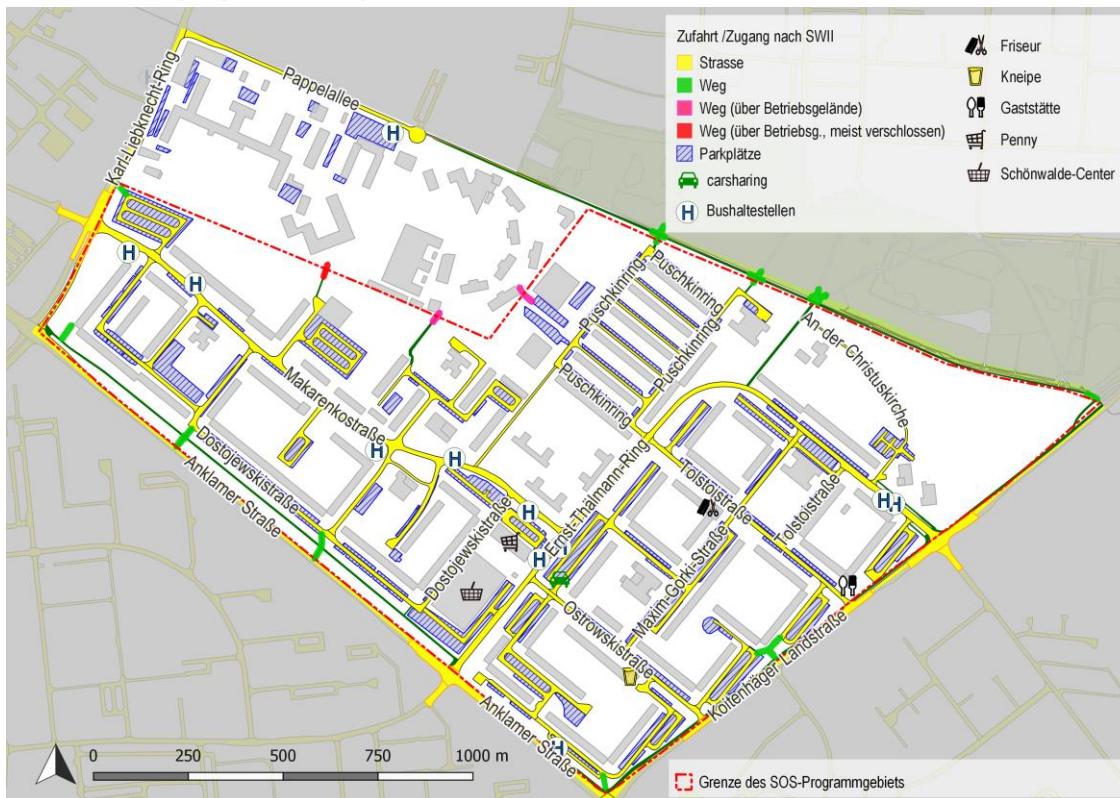 Zufahrt /Zugang nach SWII
Strasse
Weg
Weg (über Betriebsgelände)
Weg (über Betriebsg., meist verschlossen)
Parkplätze
carsharing
H Bushaltestellen
Friseur
Kneipe
Gaststätte
Penny
Schönwalde-Center
Karl-Liebknecht-Ring
Pappelallee
H
H
H
Puschkinring
Puschkinring
Puschkinring
Puschkinring
An-der-Christuskirche
Makarenkostraße
H
H
H
Dostojewskistraße
Anklamer Straße
Dostojewskistraße
Ernst-Thälmann-Ring
H
Tolstoistraße
Tolstoistraße
HH
Maxim-Gorki-Straße
Ostrowskistraße
Koitenhäger Landstraße
Anklamer Straße
H
0 250 500 750 1000 m
Grenze des SOS-Programmgebiets